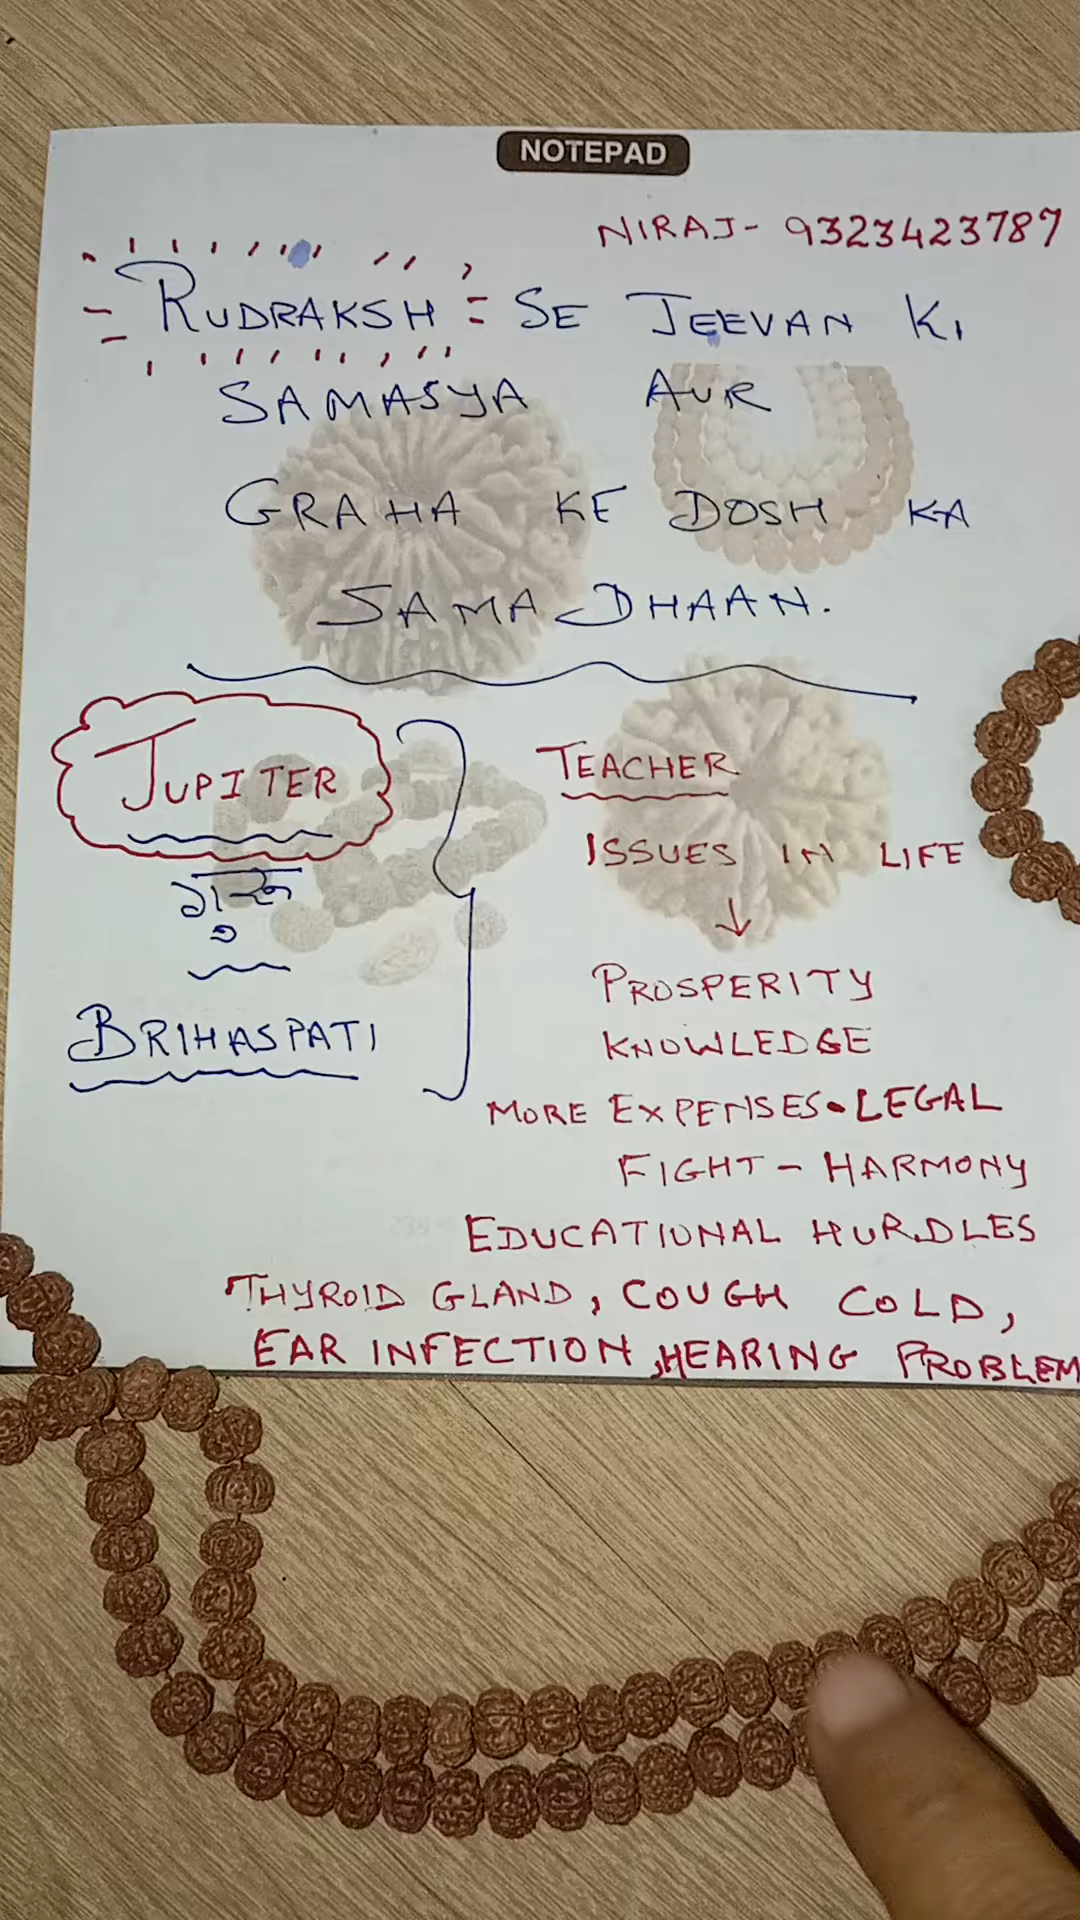 NOTEPAD
NIRAJ- 9323423787
RUDRAKSH SE JEEVAN KI
SAMASYA AUR
GRAHA KE DOSH KA
SAMADHAAN.
JUPITER
गुरु
BRIHASPATI
TEACHER
ISSUES IN LIFE
↓
PROSPERITY
KNOWLEDGE
MORE EXPENSES•LEGAL
FIGHT - HARMONY
EDUCATIONAL HURDLES
THYROID GLAND, COUGH COLD,
EAR INFECTION, HEARING PROBLEM